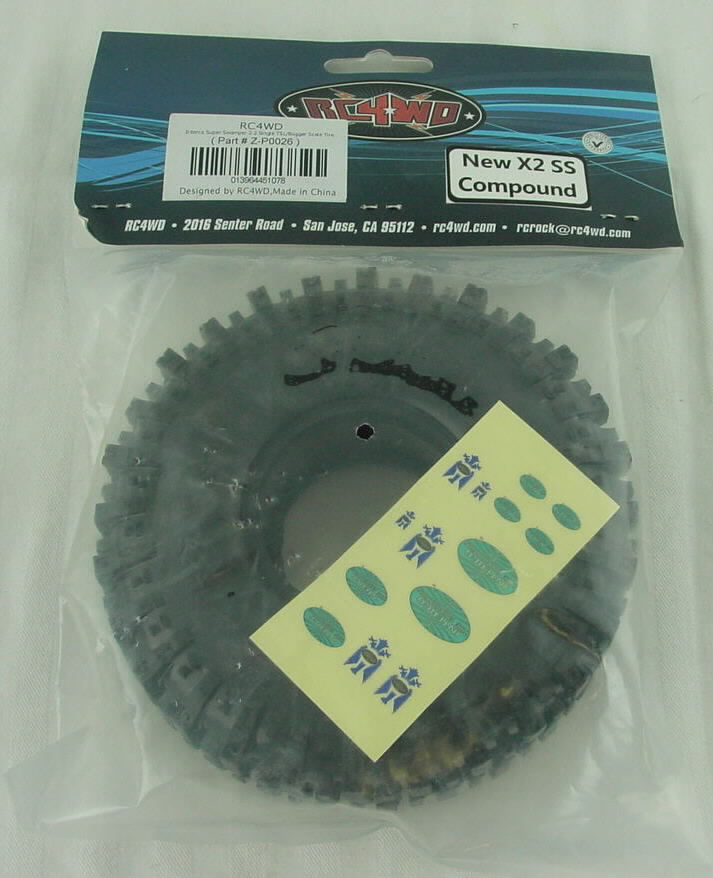 RC4WD
RC4WD
Interco Super Swamper 2.2 Single TSL/Bogger Scale Tire
( Part # Z-P0026 )
013964451078
Designed by RC4WD,Made in China
New X2 SS
Compound
RC4WD • 2016 Senter Road • San Jose, CA 95112 • rc4wd.com • rcrock@rc4wd.com